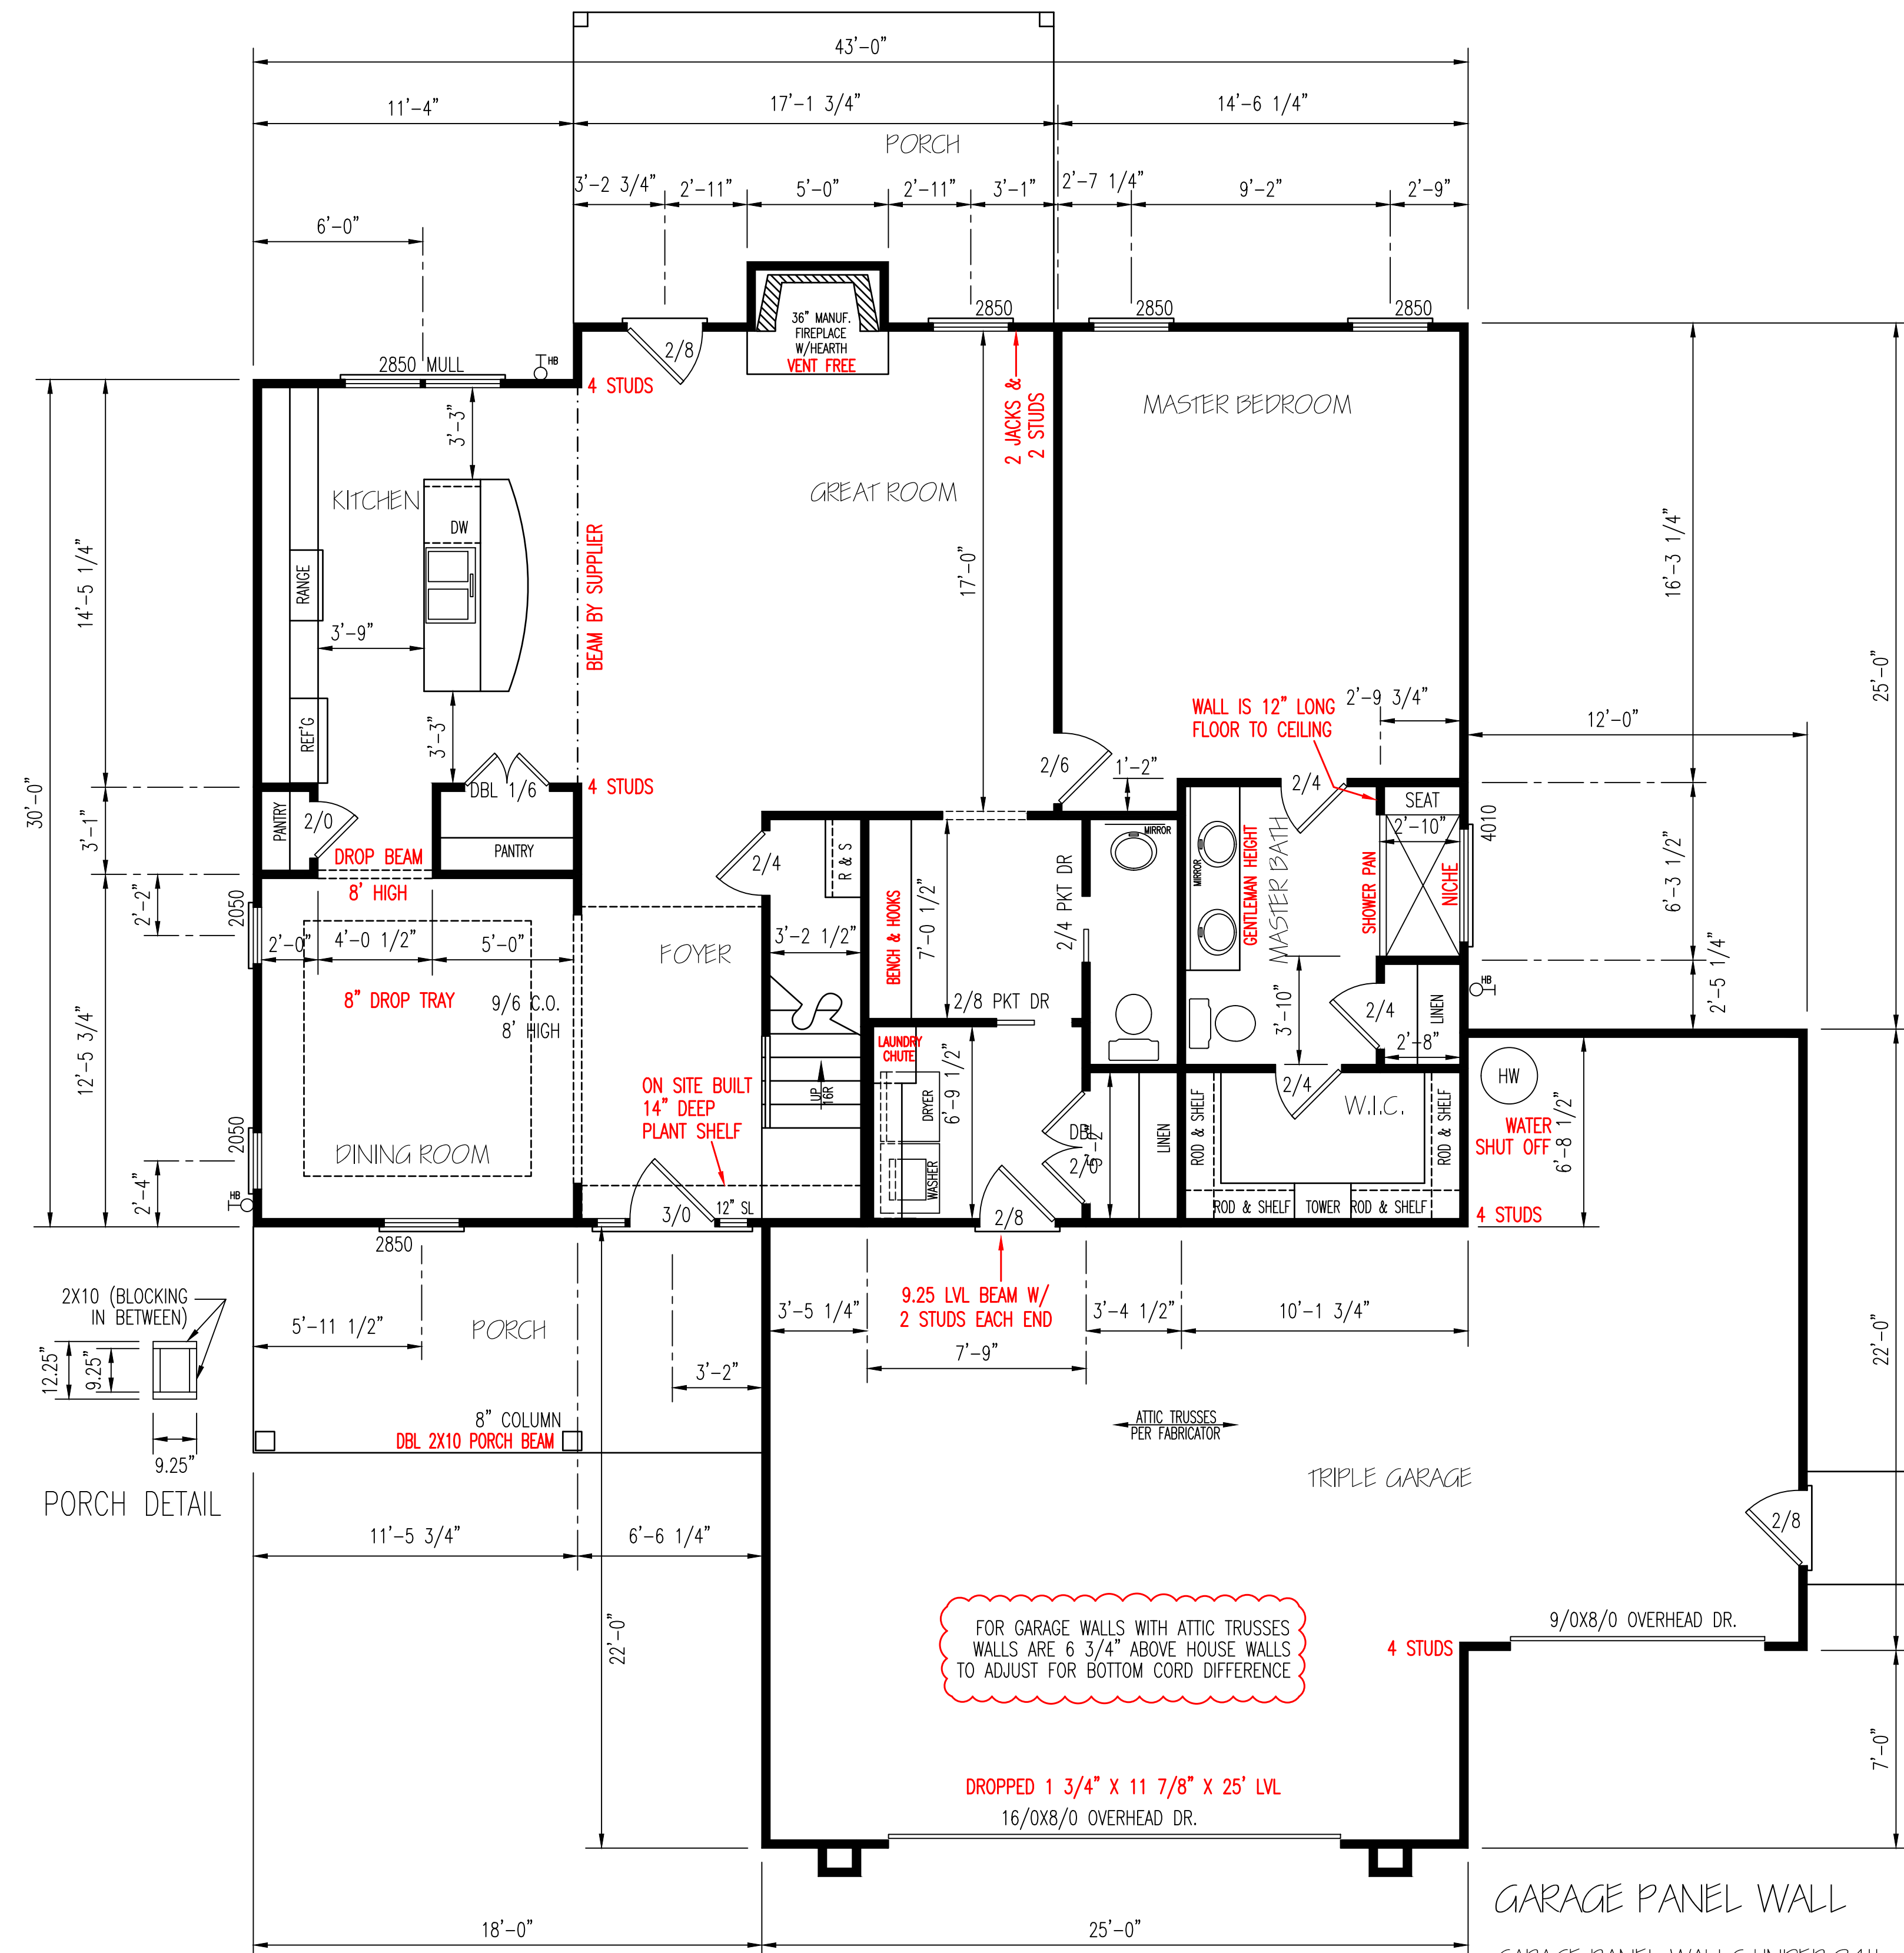 43'-0"
11'-4"
17'-1 3/4"
14'-6 1/4"
PORCH
3'-2 3/4"
2'-11"
5'-0"
2'-11"
3'-1"
2'-7 1/4"
9'-2"
2'-9"
6'-0"
36" MANUF.
FIREPLACE
W/HEARTH
VENT FREE
2850
2850
2850
2/8
2850 MULL
HB
4 STUDS
2 JACKS &
2 STUDS
MASTER BEDROOM
3'-3"
KITCHEN
GREAT ROOM
DW
RANGE
3'-9"
REF'G
3'-3"
BEAM BY SUPPLIER
17'-0"
14'-5 1/4"
30'-0"
3'-1"
12'-5 3/4"
16'-3 1/4"
25'-0"
WALL IS 12" LONG
FLOOR TO CEILING
2'-9 3/4"
12'-0"
2/6
1'-2"
2/4
4 STUDS
DBL 1/6
PANTRY
2/0
PANTRY
DROP BEAM
8' HIGH
2/4
R & S
MIRROR
MIRROR
SEAT
2'-10"
4010
6'-3 1/2"
2'-2"
2050
2'-0"
4'-0 1/2"
5'-0"
FOYER
3'-2 1/2"
BENCH & HOOKS
7'-0 1/2"
2/4 PKT DR
GENTLEMAN HEIGHT
MASTER BATH
SHOWER PAN
NICHE
8" DROP TRAY
9/6 C.O.
8' HIGH
2/8 PKT DR
3'-10"
2/4
LINEN
2'-8"
HB
2'-5 1/4"
LAUNDRY
CHUTE
6'-9 1/2"
DRYER
WASHER
UP
16R
ON SITE BUILT
14" DEEP
PLANT SHELF
DBL
2/0
5'-2"
LINEN
ROD & SHELF
2/4
W.I.C.
ROD & SHELF
HW
WATER
SHUT OFF
6'-8 1/2"
2050
2'-4"
HB
DINING ROOM
3/0
12" SL
2/8
ROD & SHELF
TOWER
ROD & SHELF
4 STUDS
2850
2X10 (BLOCKING
IN BETWEEN)
12.25"
9.25"
9.25"
PORCH DETAIL
5'-11 1/2"
PORCH
3'-2"
8" COLUMN
DBL 2X10 PORCH BEAM
3'-5 1/4"
9.25 LVL BEAM W/
2 STUDS EACH END
3'-4 1/2"
10'-1 3/4"
7'-9"
22'-0"
ATTIC TRUSSES
PER FABRICATOR
TRIPLE GARAGE
2/8
11'-5 3/4"
6'-6 1/4"
22'-0"
FOR GARAGE WALLS WITH ATTIC TRUSSES
WALLS ARE 6 3/4" ABOVE HOUSE WALLS
TO ADJUST FOR BOTTOM CORD DIFFERENCE
9/0X8/0 OVERHEAD DR.
4 STUDS
7'-0"
DROPPED 1 3/4" X 11 7/8" X 25' LVL
16/0X8/0 OVERHEAD DR.
GARAGE PANEL WALL
18'-0"
25'-0"